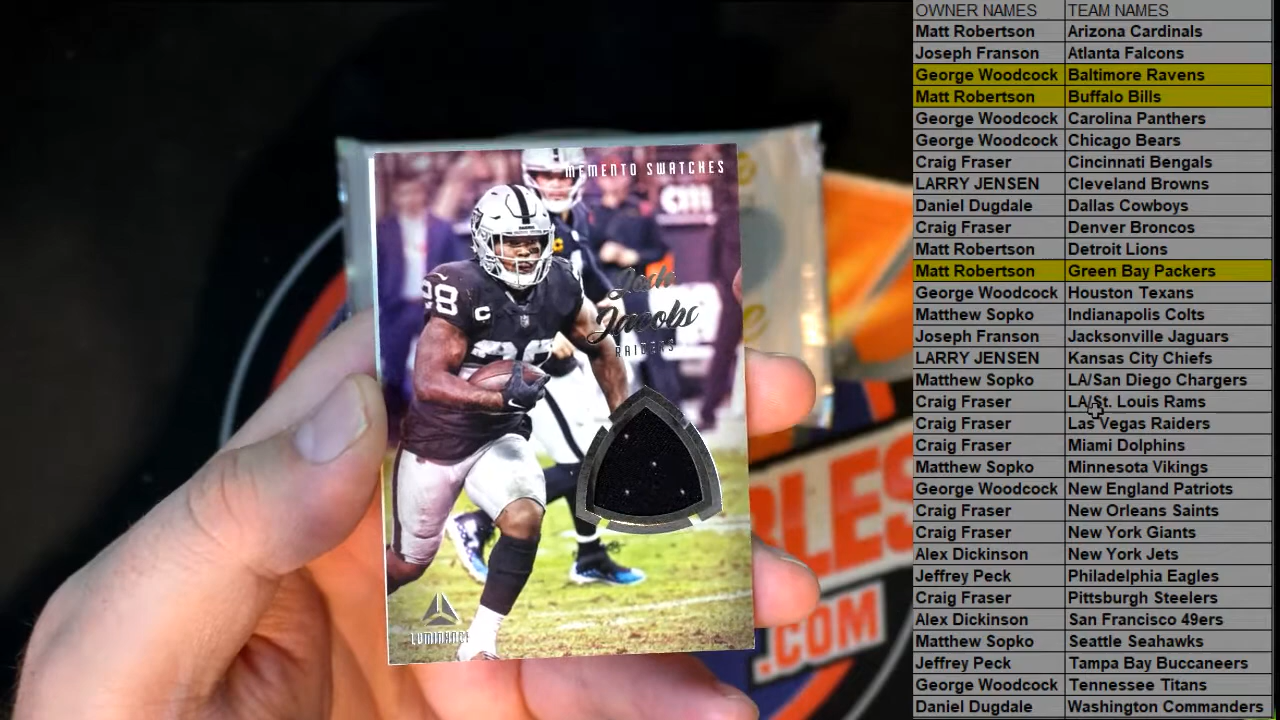 MEMENTO SWATCHES
Josh
Jacobs
RAIDERS
28
C
28
LUMINANCE
BLES
.COM
OWNER NAMES TEAM NAMES
Matt Robertson Arizona Cardinals
Joseph Franson Atlanta Falcons
George Woodcock Baltimore Ravens
Matt Robertson Buffalo Bills
George Woodcock Carolina Panthers
George Woodcock Chicago Bears
Craig Fraser Cincinnati Bengals
LARRY JENSEN Cleveland Browns
Daniel Dugdale Dallas Cowboys
Craig Fraser Denver Broncos
Matt Robertson Detroit Lions
Matt Robertson Green Bay Packers
George Woodcock Houston Texans
Matthew Sopko Indianapolis Colts
Joseph Franson Jacksonville Jaguars
LARRY JENSEN Kansas City Chiefs
Matthew Sopko LA/San Diego Chargers
Craig Fraser LA/St. Louis Rams
Craig Fraser Las Vegas Raiders
Craig Fraser Miami Dolphins
Matthew Sopko Minnesota Vikings
George Woodcock New England Patriots
Craig Fraser New Orleans Saints
Craig Fraser New York Giants
Alex Dickinson New York Jets
Jeffrey Peck Philadelphia Eagles
Craig Fraser Pittsburgh Steelers
Alex Dickinson San Francisco 49ers
Matthew Sopko Seattle Seahawks
Jeffrey Peck Tampa Bay Buccaneers
George Woodcock Tennessee Titans
Daniel Dugdale Washington Commanders